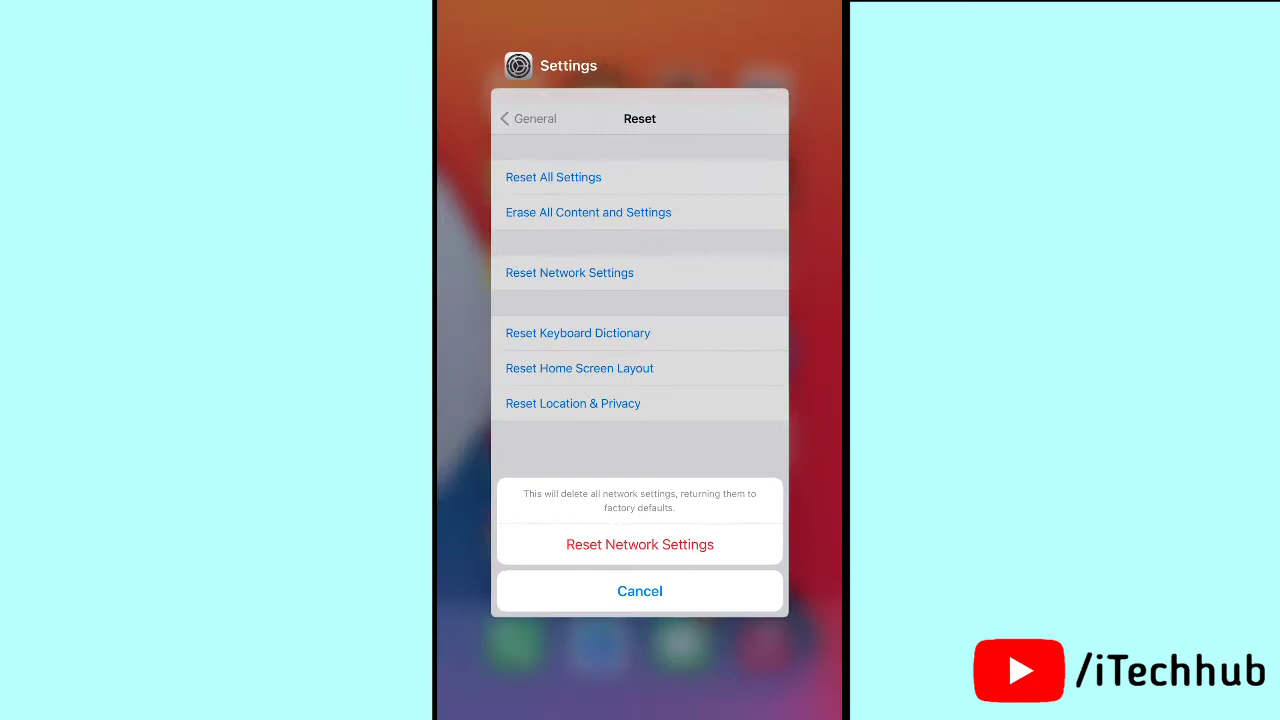 Settings
General
Reset
Reset All Settings
Erase All Content and Settings
Reset Network Settings
Reset Keyboard Dictionary
Reset Home Screen Layout
Reset Location & Privacy
This will delete all network settings, returning them to
factory defaults.
Reset Network Settings
Cancel
/iTechhub